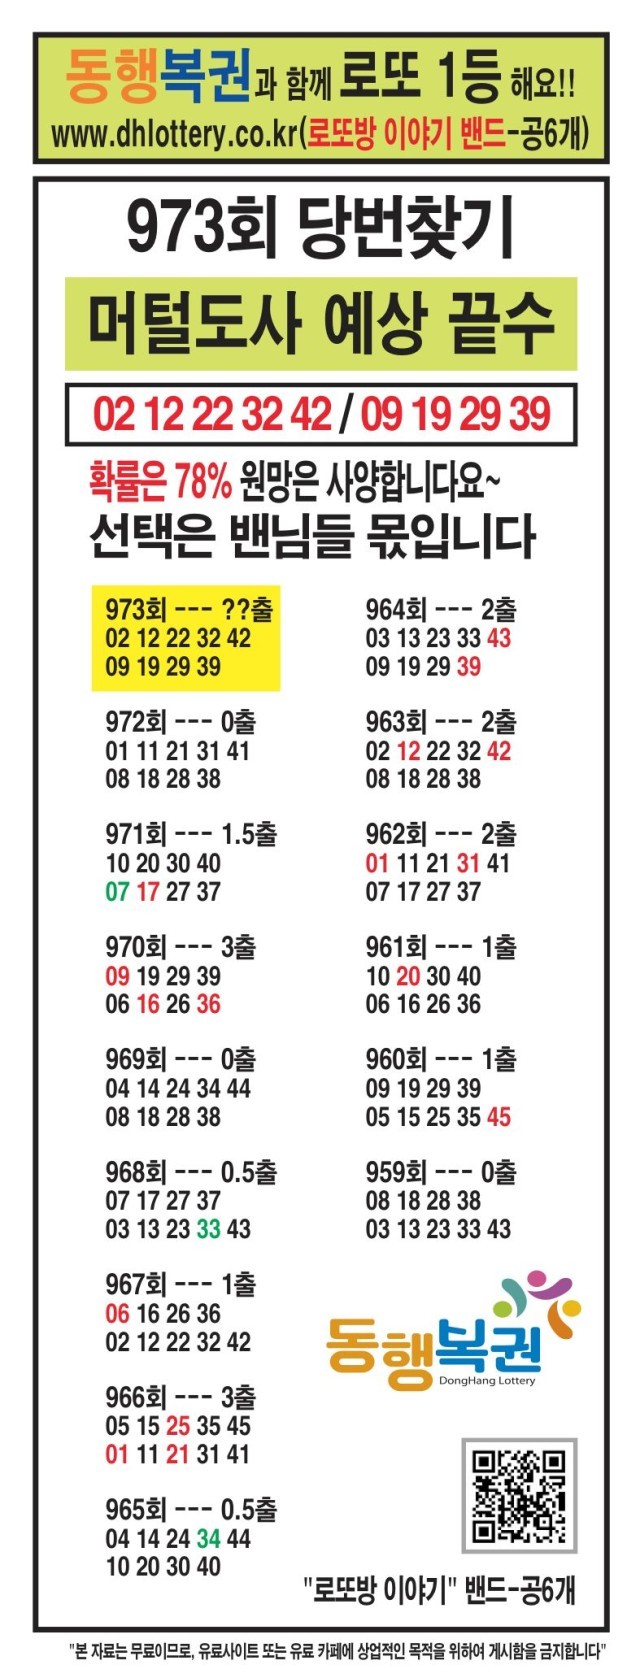 동행복권과 함께 로또 1등 해요!!
www.dhlottery.co.kr(로또방 이야기 밴드-공6개)
973회 당번찾기
머털도사 예상 끝수
02 12 22 32 42 / 09 19 29 39
확률은 78% 원망은 사양합니다요~
선택은 밴님들 몫입니다
973회 --- ??출
02 12 22 32 42
09 19 29 39
972회 --- 0출
01 11 21 31 41
08 18 28 38
971회 --- 1.5출
10 20 30 40
07 17 27 37
970회 --- 3출
09 19 29 39
06 16 26 36
969회 --- 0출
04 14 24 34 44
08 18 28 38
968회 --- 0.5출
07 17 27 37
03 13 23 33 43
967회 --- 1출
06 16 26 36
02 12 22 32 42
966회 --- 3출
05 15 25 35 45
01 11 21 31 41
965회 --- 0.5출
04 14 24 34 44
10 20 30 40
964회 --- 2출
03 13 23 33 43
09 19 29 39
963회 --- 2출
02 12 22 32 42
08 18 28 38
962회 --- 2출
01 11 21 31 41
07 17 27 37
961회 --- 1출
10 20 30 40
06 16 26 36
960회 --- 1출
09 19 29 39
05 15 25 35 45
959회 --- 0출
08 18 28 38
03 13 23 33 43
동행복권
DongHang Lottery
"로또방 이야기" 밴드-공6개
"본 자료는 무료이므로, 유료사이트 또는 유료 카페에 상업적인 목적을 위하여 게시함을 금지합니다"